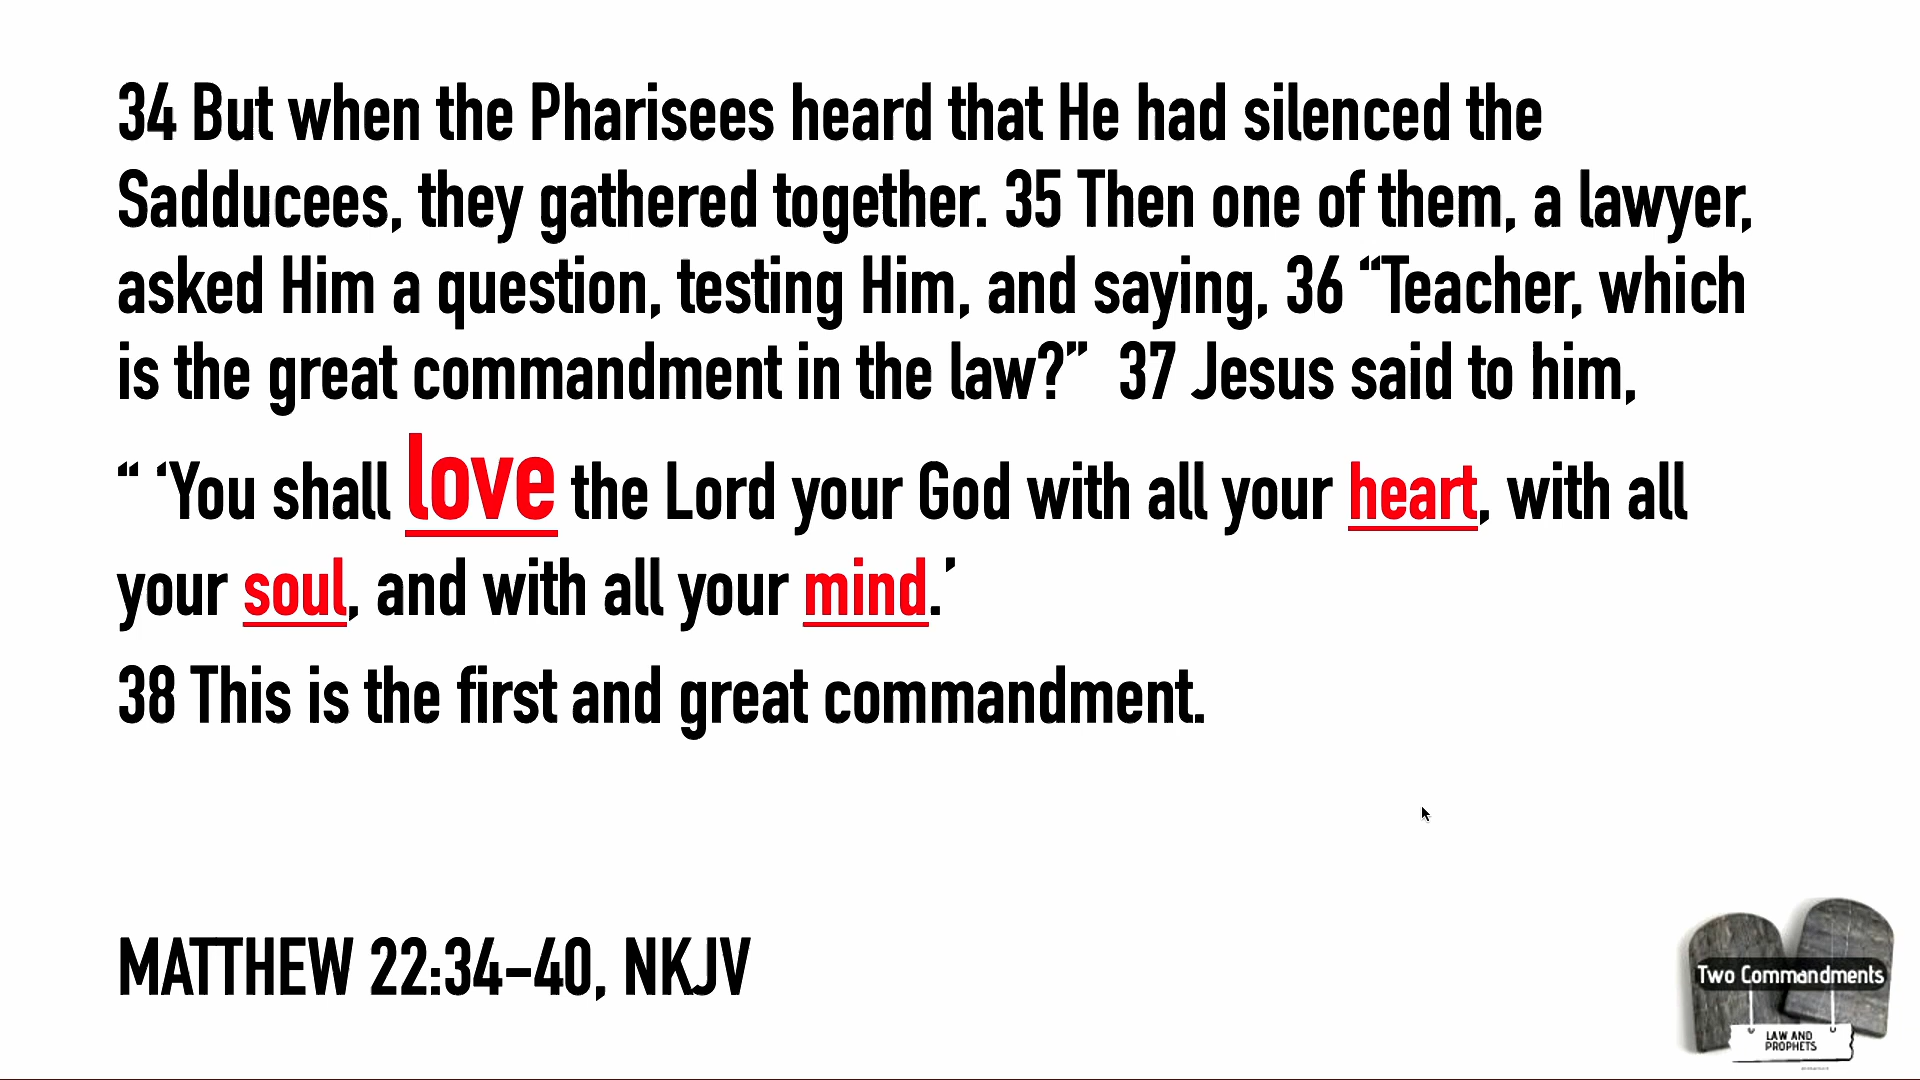 34 But when the Pharisees heard that He had silenced the
Sadducees, they gathered together. 35 Then one of them, a lawyer,
asked Him a question, testing Him, and saying, 36 “Teacher, which
is the great commandment in the law?”  37 Jesus said to him,
“ ‘You shall love the Lord your God with all your heart, with all
your soul, and with all your mind.’
38 This is the first and great commandment.
MATTHEW 22:34–40, NKJV
Two Commandments
LAW AND
PROPHETS